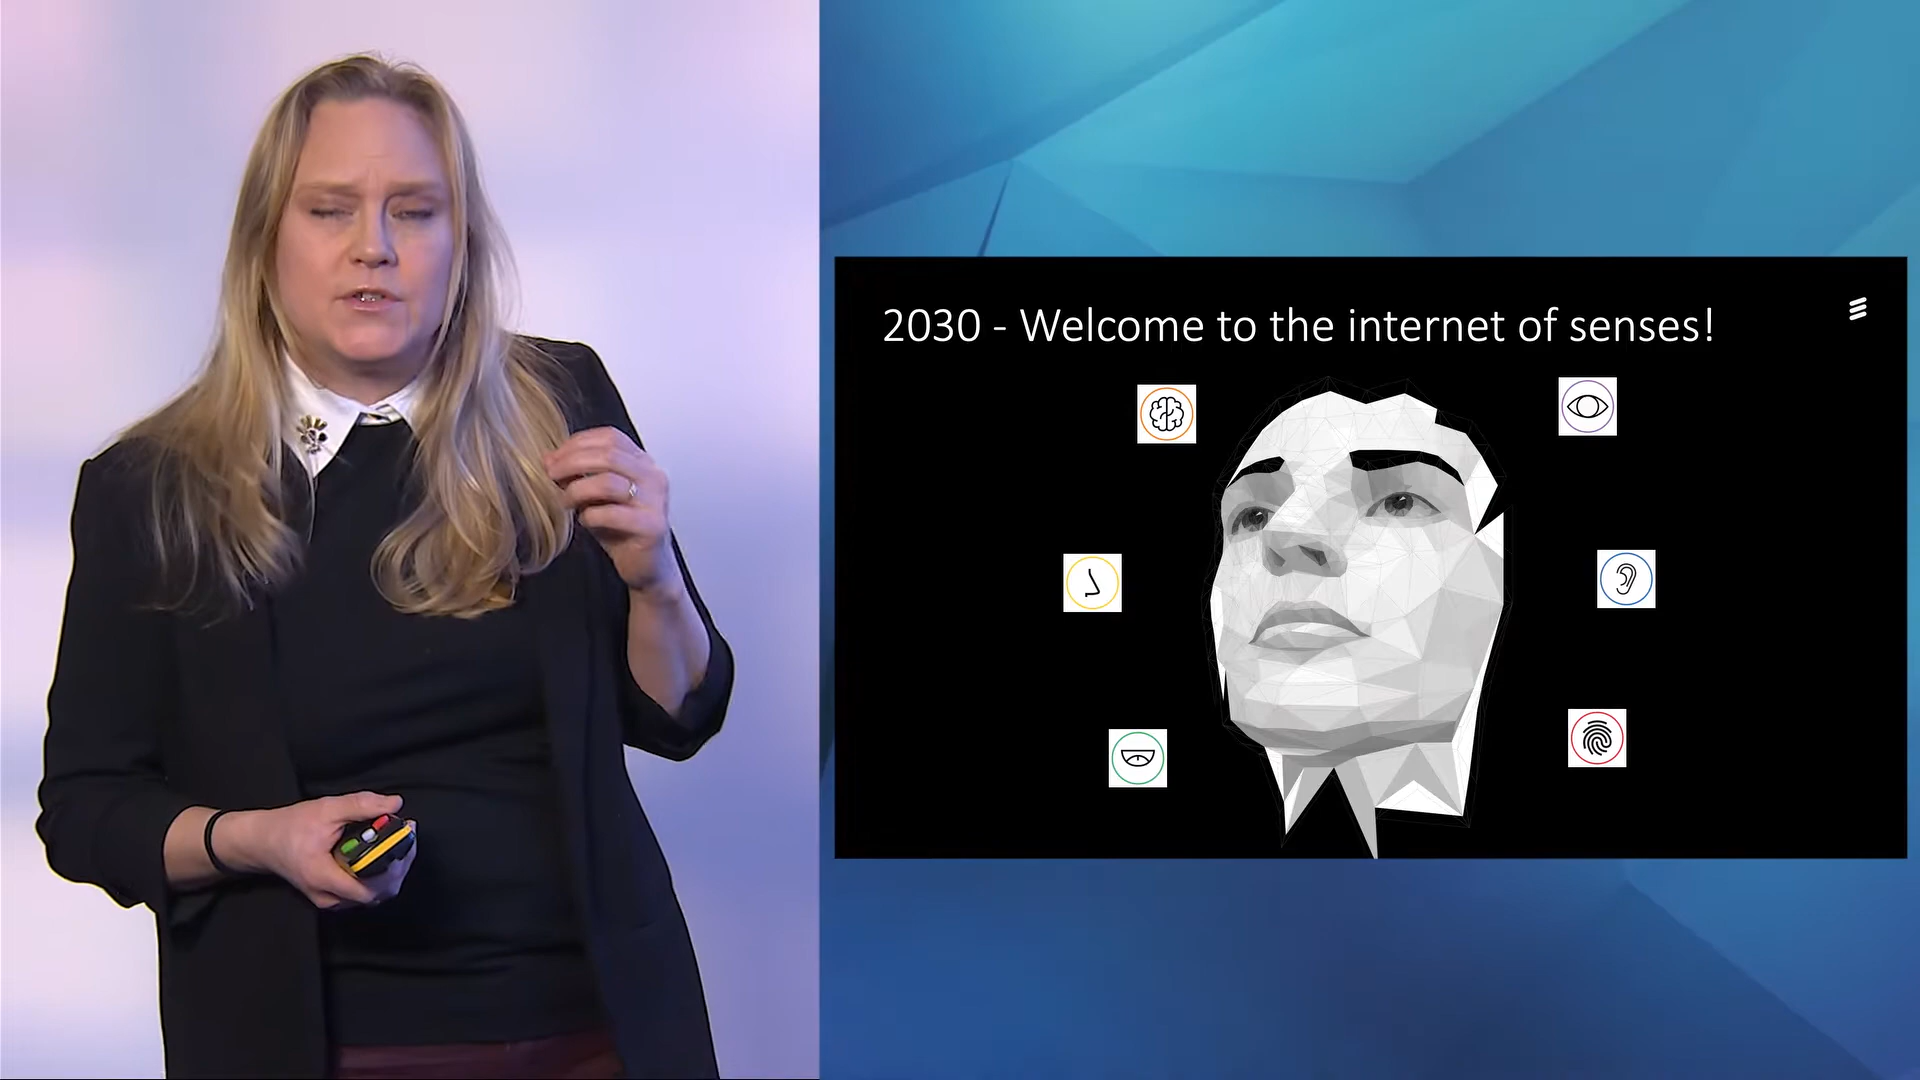 2030 - Welcome to the internet of senses!